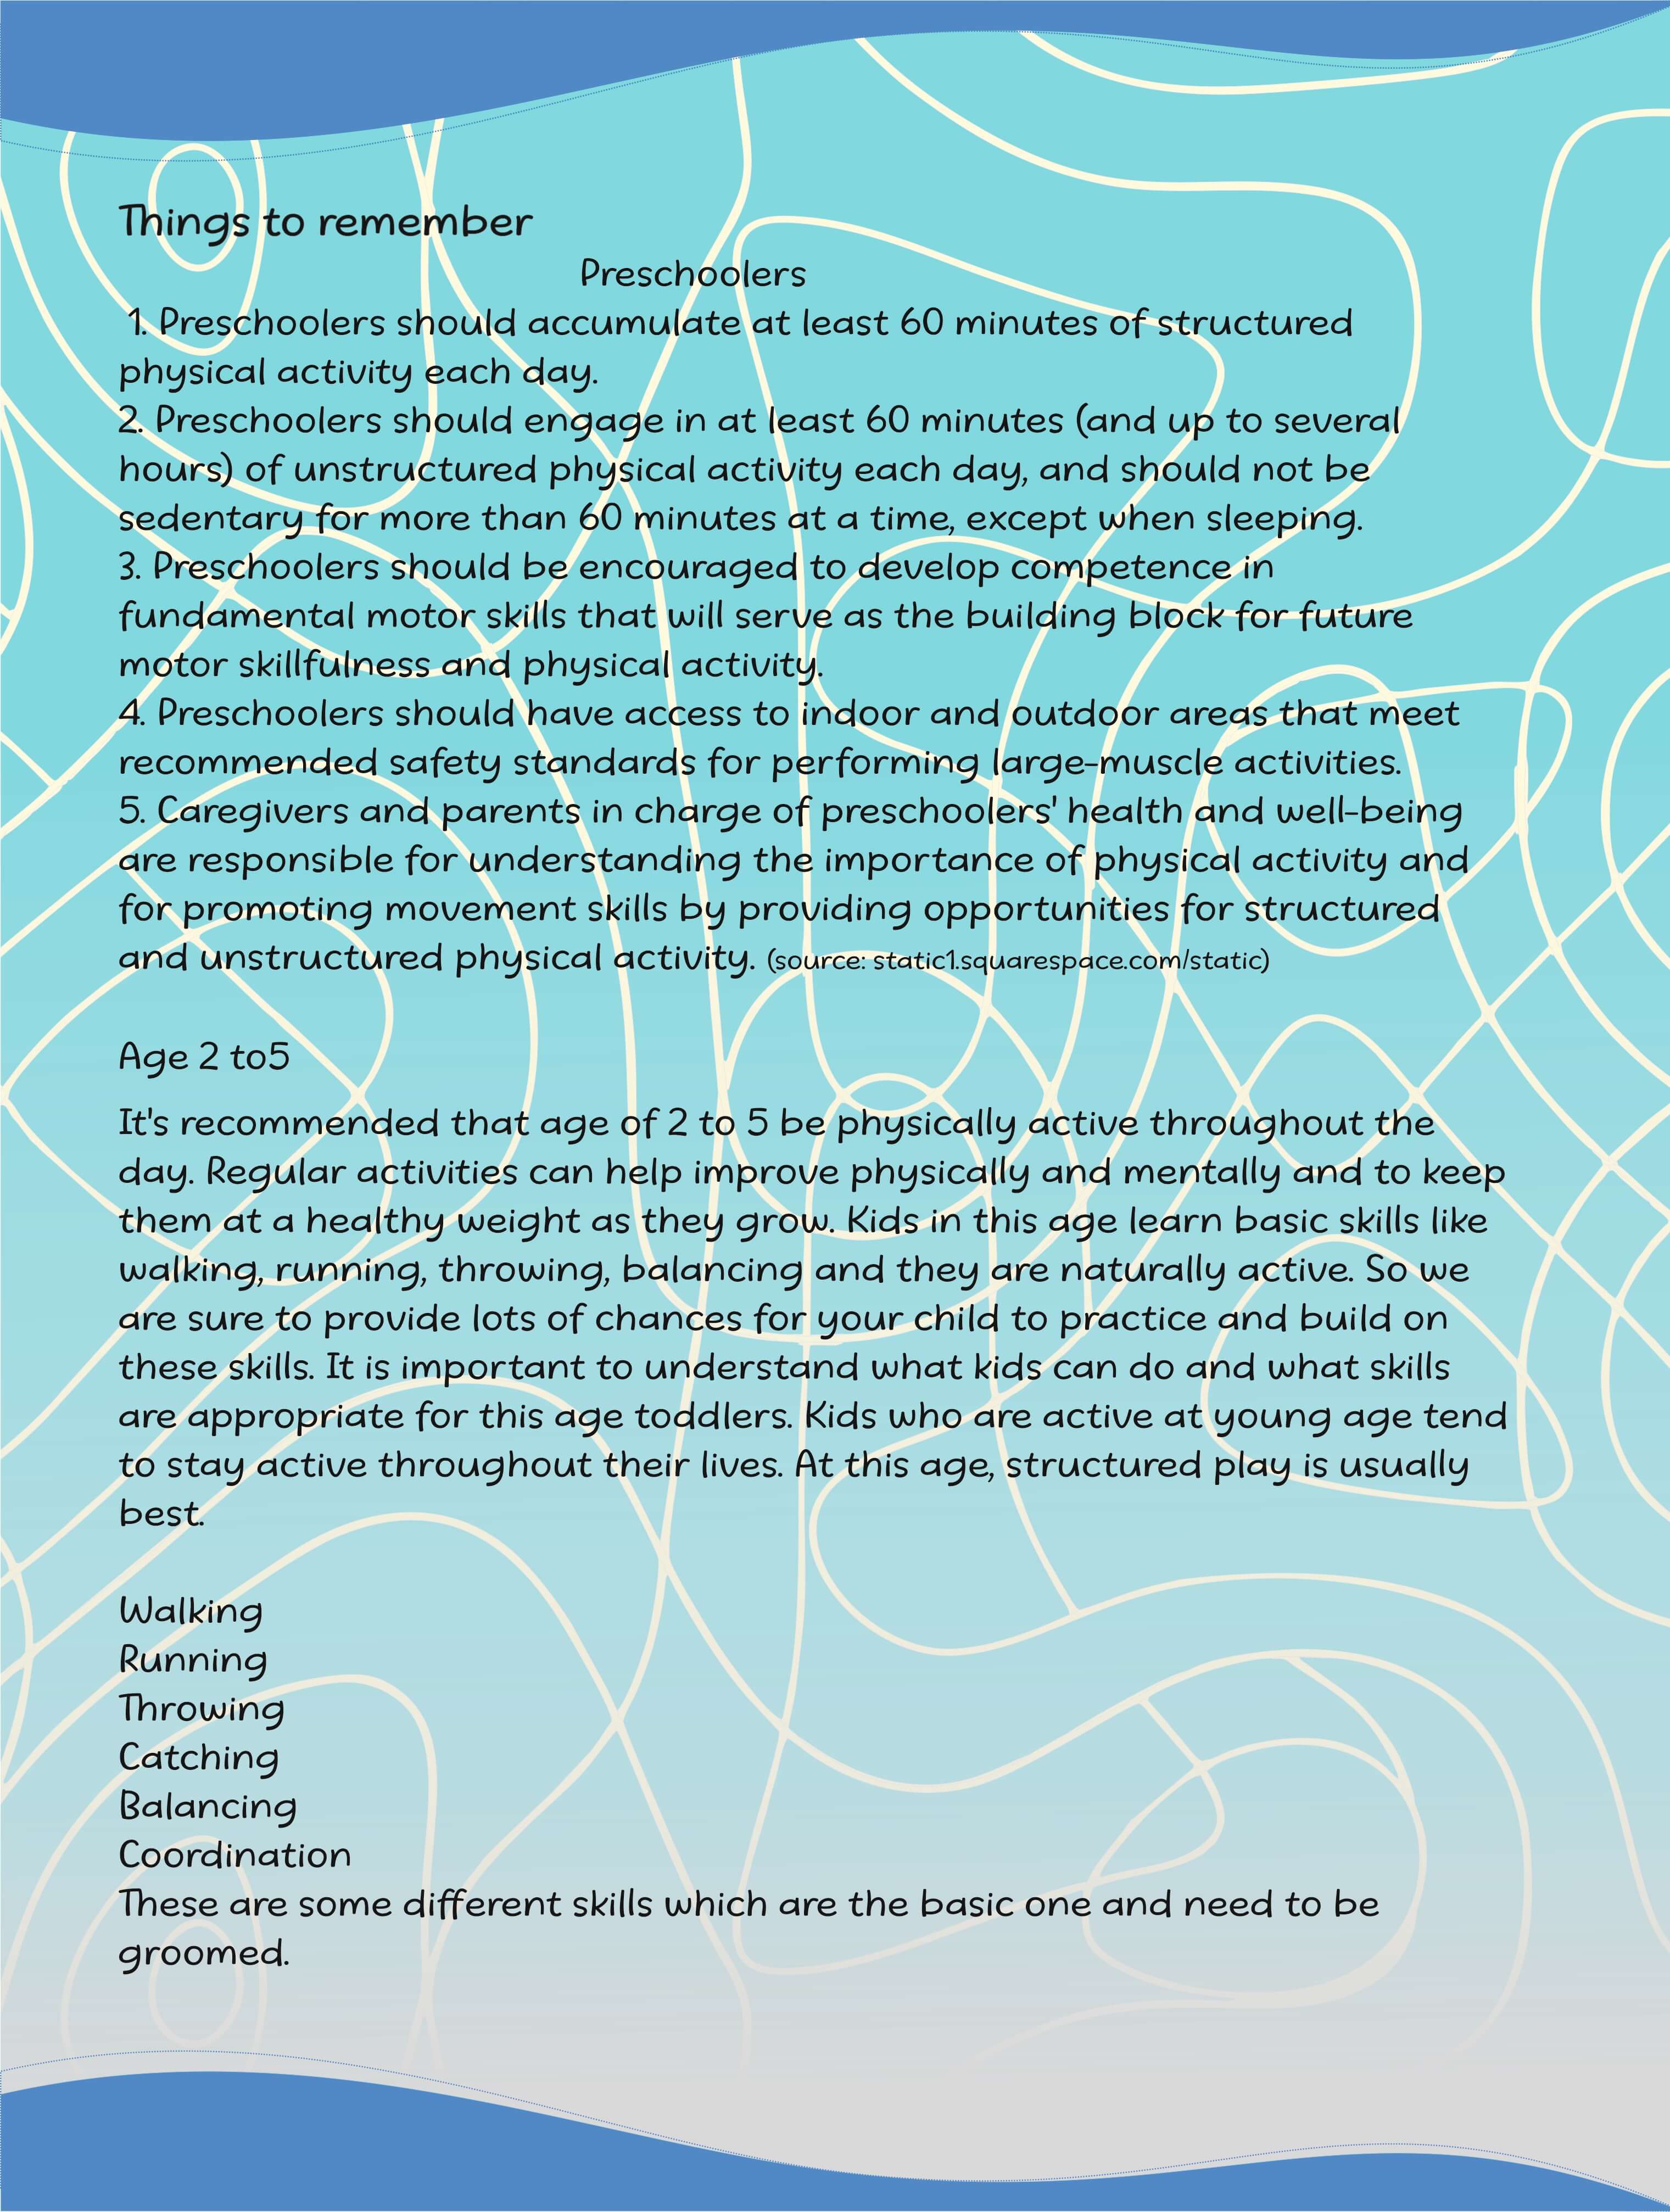 Things to remember
Preschoolers
1. Preschoolers should accumulate at least 60 minutes of structured
physical activity each day.
2. Preschoolers should engage in at least 60 minutes (and up to several
hours) of unstructured physical activity each day, and should not be
sedentary for more than 60 minutes at a time, except when sleeping.
3. Preschoolers should be encouraged to develop competence in
fundamental motor skills that will serve as the building block for future
motor skillfulness and physical activity.
4. Preschoolers should have access to indoor and outdoor areas that meet
recommended safety standards for performing large-muscle activities.
5. Caregivers and parents in charge of preschoolers' health and well-being
are responsible for understanding the importance of physical activity and
for promoting movement skills by providing opportunities for structured
and unstructured physical activity. (source: static1.squarespace.com/static)
Age 2 to5
It's recommended that age of 2 to 5 be physically active throughout the
day. Regular activities can help improve physically and mentally and to keep
them at a healthy weight as they grow. Kids in this age learn basic skills like
walking, running, throwing, balancing and they are naturally active. So we
are sure to provide lots of chances for your child to practice and build on
these skills. It is important to understand what kids can do and what skills
are appropriate for this age toddlers. Kids who are active at young age tend
to stay active throughout their lives. At this age, structured play is usually
best.
Walking
Running
Throwing
Catching
Balancing
Coordination
These are some different skills which are the basic one and need to be
groomed.